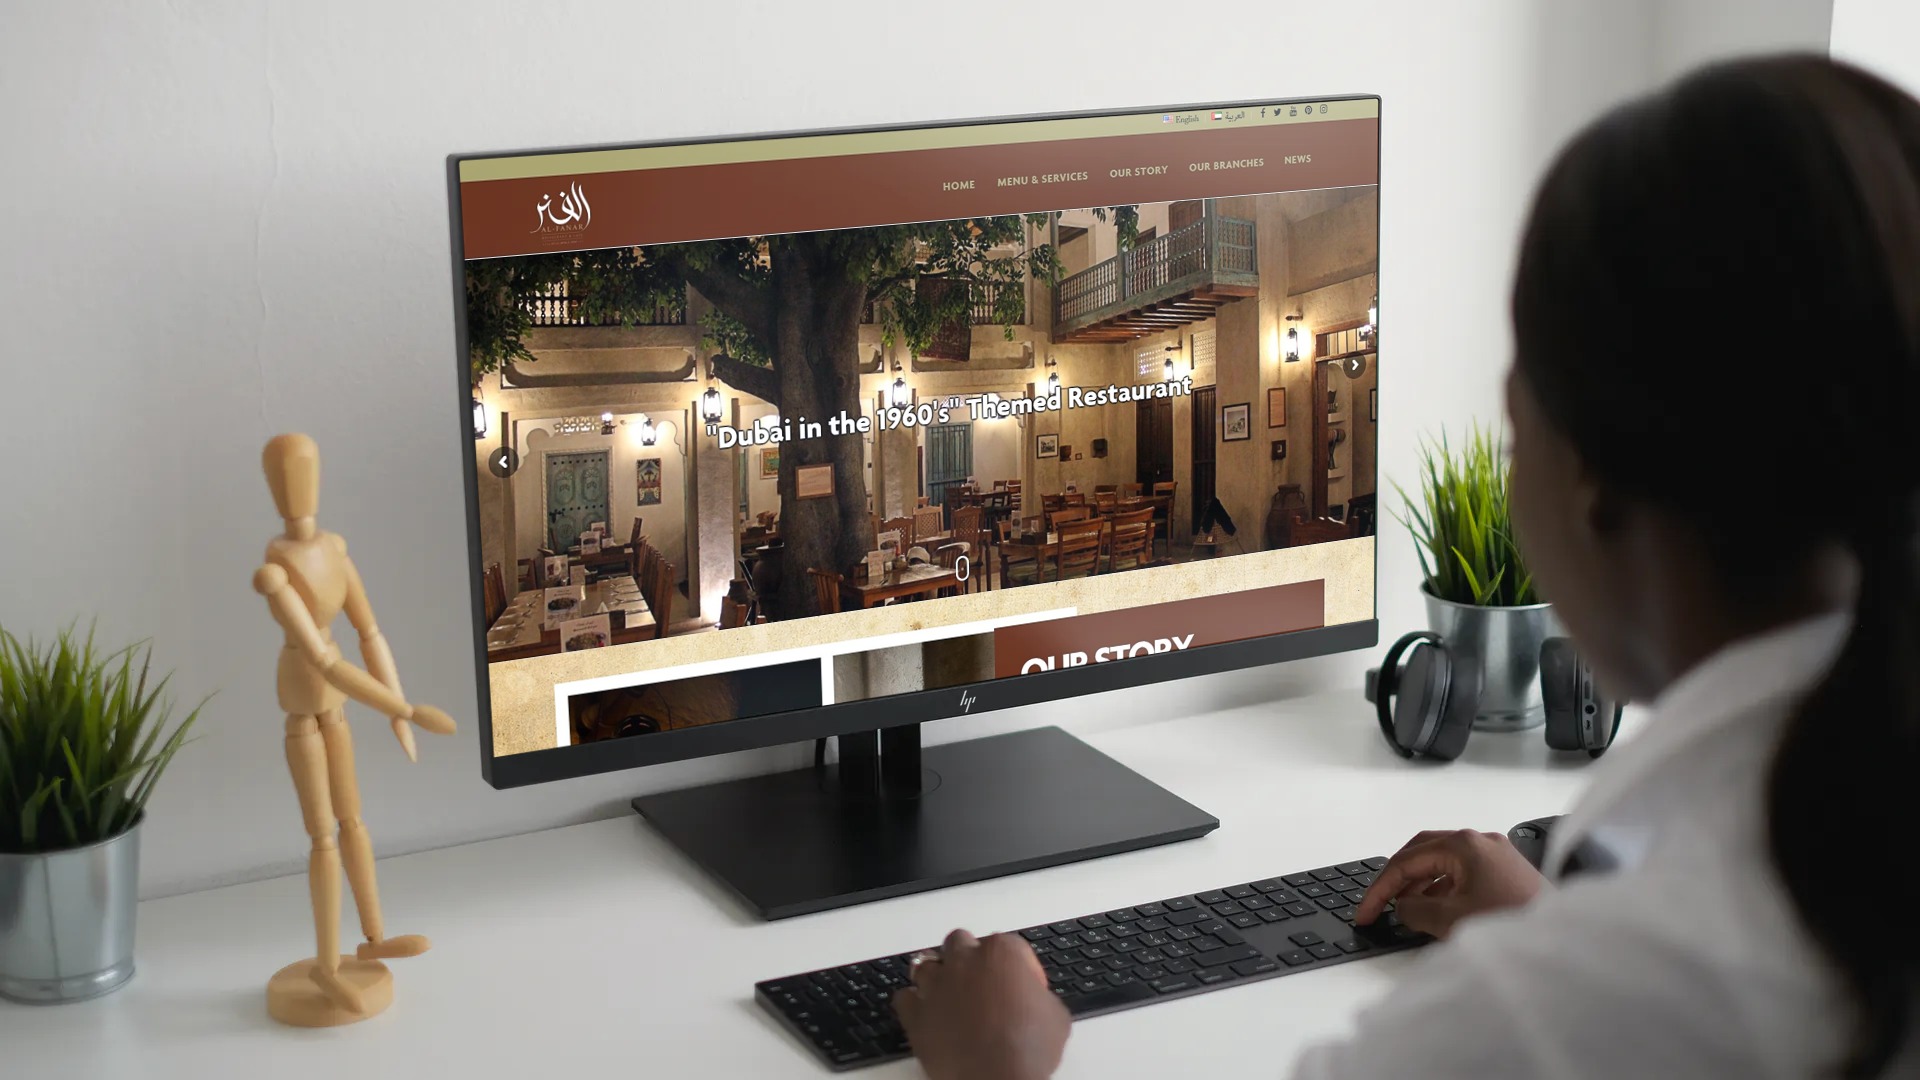 English العربية
HOME MENU & SERVICES OUR STORY OUR BRANCHES NEWS
الفنر
AL-FANAR
"Dubai in the 1960's" Themed Restaurant
OUR STORY
hp